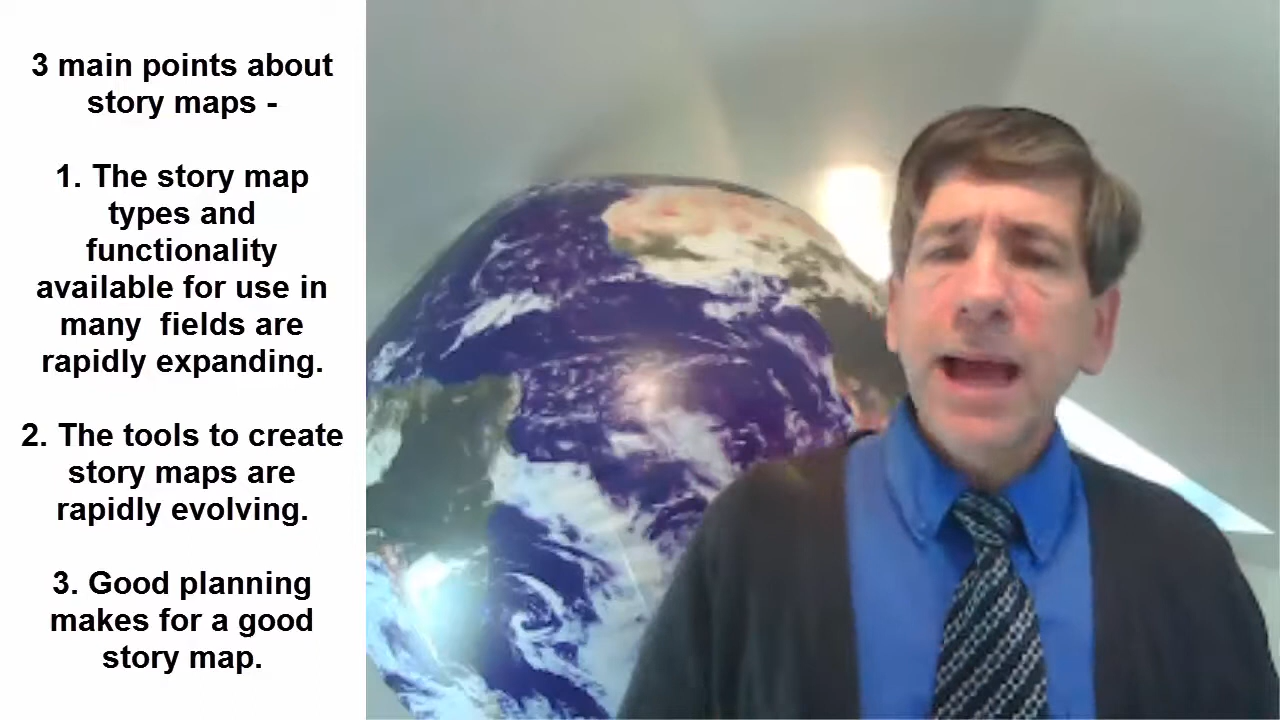 3 main points about
story maps -
1. The story map
types and
functionality
available for use in
many  fields are
rapidly expanding.
2. The tools to create
story maps are
rapidly evolving.
3. Good planning
makes for a good
story map.